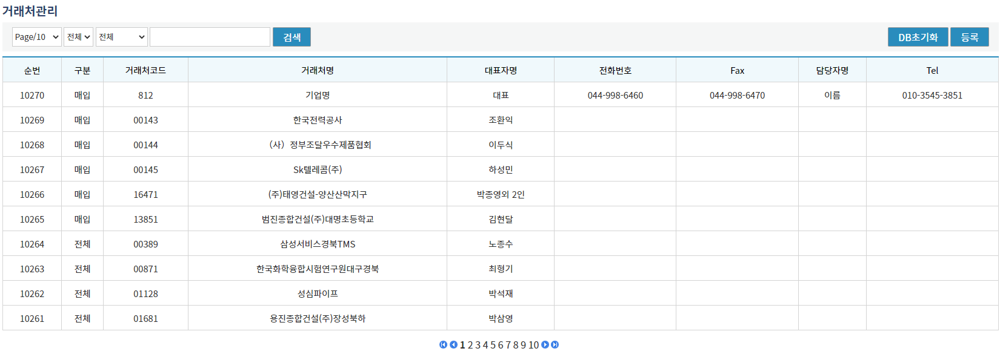 거래처관리
Page/10 전체 전체 검색 DB초기화 등록
순번 구분 거래처코드 거래처명 대표자명 전화번호 Fax 담당자명 Tel
10270 매입 812 기업명 대표 044-998-6460 044-998-6470 이름 010-3545-3851
10269 매입 00143 한국전력공사 조환익
10268 매입 00144 （사）정부조달우수제품협회 이두식
10267 매입 00145 Sk텔레콤(주) 하성민
10266 매입 16471 (주)태영건설-양산산막지구 박종영외 2인
10265 매입 13851 범진종합건설(주)대명초등학교 김현달
10264 전체 00389 삼성서비스경북TMS 노종수
10263 전체 00871 한국화학융합시험연구원대구경북 최형기
10262 전체 01128 성심파이프 박석재
10261 전체 01681 용진종합건설(주)장성북하 박삼영
1 2 3 4 5 6 7 8 9 10